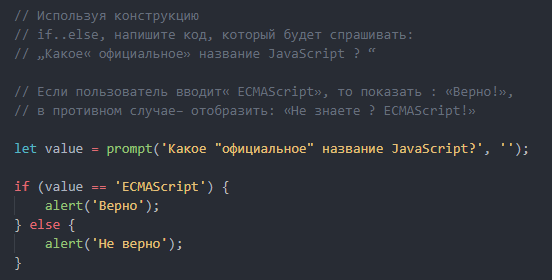 // Используя конструкцию
// if..else, напишите код, который будет спрашивать:
// „Какое« официальное» название JavaScript ? “
// Если пользователь вводит« ECMAScript», то показать : «Верно!»,
// в противном случае– отобразить: «Не знаете ? ECMAScript!»
let value = prompt('Какое "официальное" название JavaScript?', '');
if (value == 'ECMAScript') {
    alert('Верно');
} else {
    alert('Не верно');
}